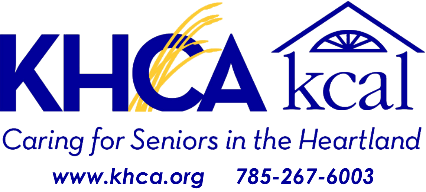 KHCA kcal
Caring for Seniors in the Heartland
www.khca.org 785-267-6003